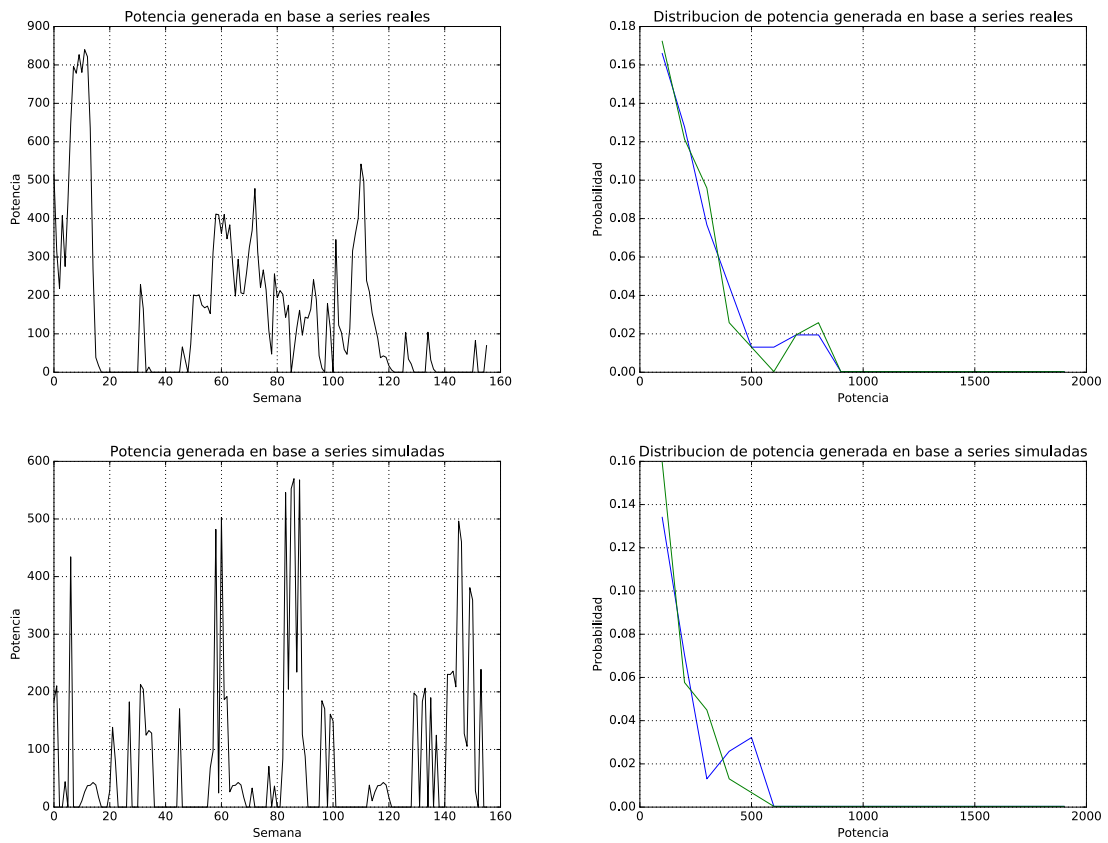 Potencia generada en base a series reales
900
800
700
600
500
400
300
200
100
0
Potencia
0 20 40 60 80 100 120 140 160
Semana
Distribucion de potencia generada en base a series reales
0.18
0.16
0.14
0.12
0.10
0.08
0.06
0.04
0.02
0.00
Probabilidad
0 500 1000 1500 2000
Potencia
Potencia generada en base a series simuladas
600
500
400
300
200
100
0
Potencia
0 20 40 60 80 100 120 140 160
Semana
Distribucion de potencia generada en base a series simuladas
0.16
0.14
0.12
0.10
0.08
0.06
0.04
0.02
0.00
Probabilidad
0 500 1000 1500 2000
Potencia